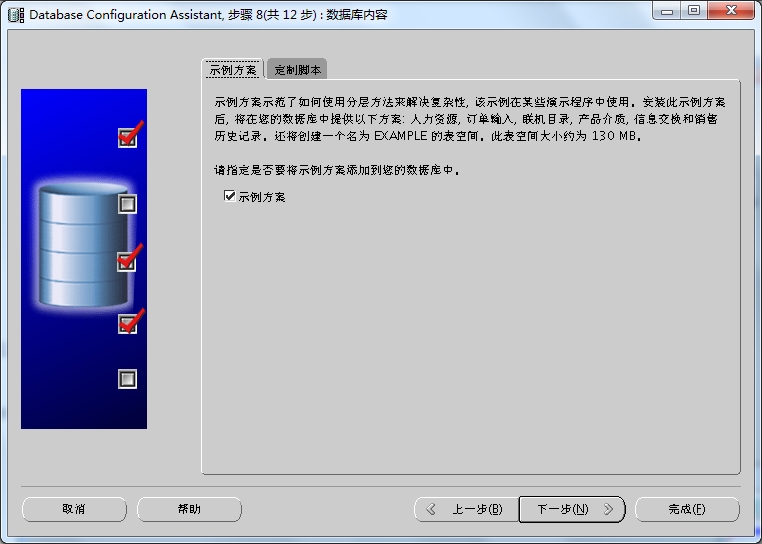 Database Configuration Assistant, 步骤 8(共 12 步) : 数据库内容
示例方案 定制脚本
示例方案示范了如何使用分层方法来解决复杂性, 该示例在某些演示程序中使用。安装此示例方案
后, 将在您的数据库中提供以下方案: 人力资源, 订单输入, 联机目录, 产品介质, 信息交换和销售
历史记录。还将创建一个名为 EXAMPLE 的表空间。此表空间大小约为 130 MB。
请指定是否要将示例方案添加到您的数据库中。
示例方案
取消 帮助 上一步(B) 下一步(N) 完成(F)